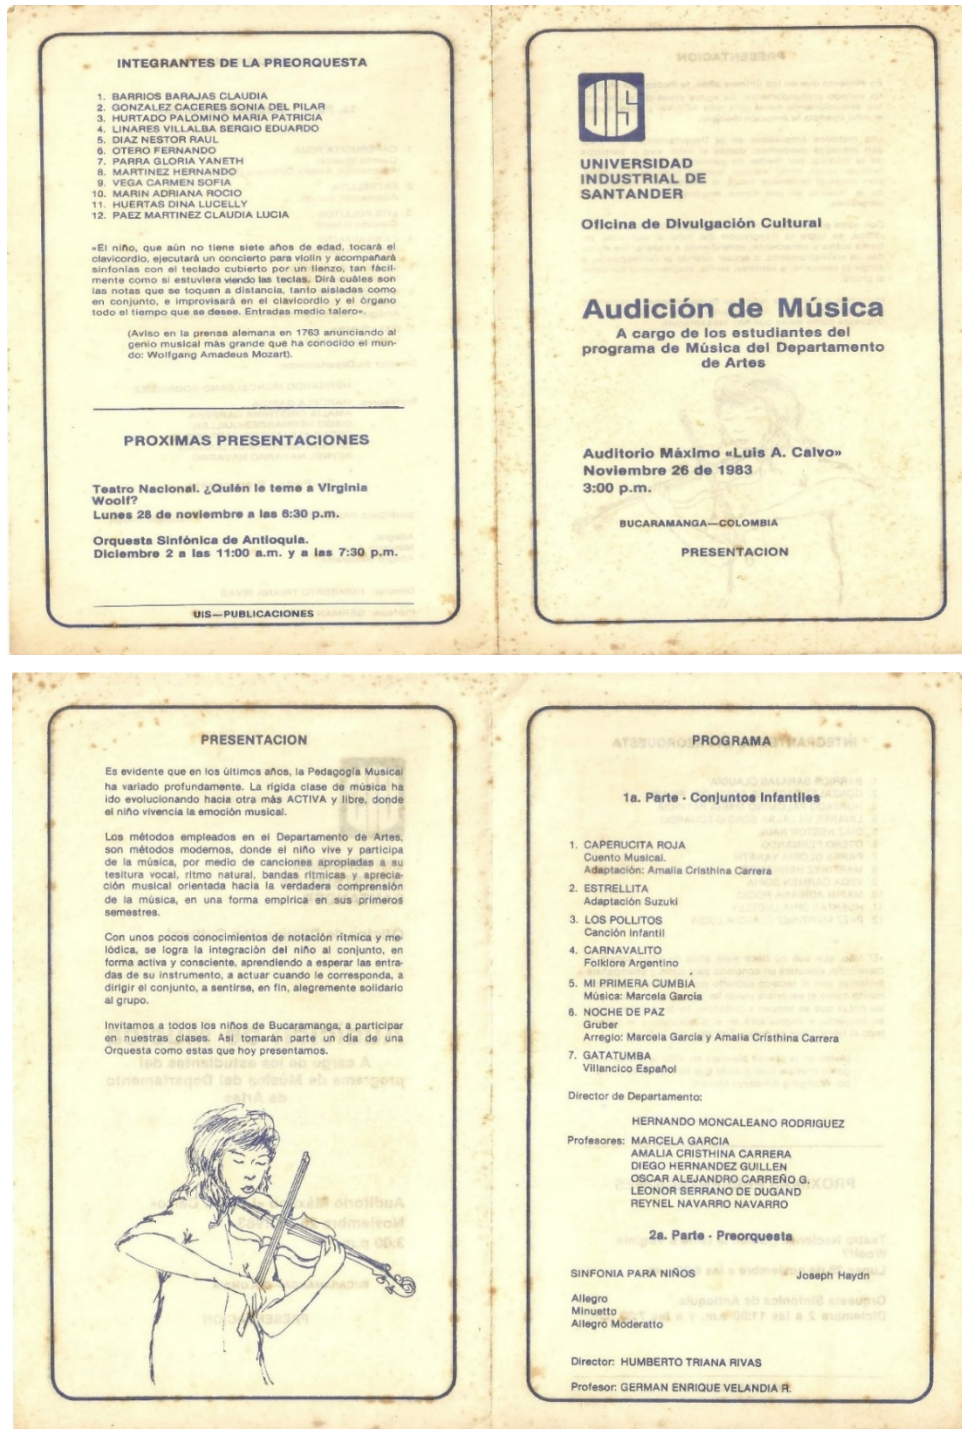 INTEGRANTES DE LA PREORQUESTA
1. BARRIOS BARAJAS CLAUDIA
2. GONZALEZ CACERES SONIA DEL PILAR
3. HURTADO PALOMINO MARIA PATRICIA
4. LINARES VILLALBA SERGIO EDUARDO
5. DIAZ NESTOR RAUL
6. OTERO FERNANDO
7. PARRA GLORIA YANETH
8. MARTINEZ HERNANDO
9. VEGA CARMEN SOFIA
10. MARIN ADRIANA ROCIO
11. HUERTAS DINA LUCELLY
12. PAEZ MARTINEZ CLAUDIA LUCIA
«El niño, que aún no tiene siete años de edad, tocará el
clavicordio, ejecutará un concierto para violín y acompañará
sinfonías con el teclado cubierto por un lienzo, tan fácil-
mente como si estuviera viendo las teclas. Dirá cuáles son
las notas que se toquen a distancia, tanto aisladas como
en conjunto, e improvisará en el clavicordio y el órgano
todo el tiempo que se desee. Entradas medio talero».
(Aviso en la prensa alemana en 1763 anunciando al
genio musical más grande que ha conocido el mun-
do: Wolfgang Amadeus Mozart).
PROXIMAS PRESENTACIONES
Teatro Nacional. ¿Quién le teme a Virginia
Woolf?
Lunes 28 de noviembre a las 6:30 p.m.
Orquesta Sinfónica de Antioquia.
Diciembre 2 a las 11:00 a.m. y a las 7:30 p.m.
UIS—PUBLICACIONES
UIS
UNIVERSIDAD
INDUSTRIAL DE
SANTANDER
Oficina de Divulgación Cultural
Audición de Música
A cargo de los estudiantes del
programa de Música del Departamento
de Artes
Auditorio Máximo «Luis A. Calvo»
Noviembre 26 de 1983
3:00 p.m.
BUCARAMANGA—COLOMBIA
PRESENTACION
PRESENTACION
Es evidente que en los últimos años, la Pedagogía Musical
ha variado profundamente. La rígida clase de música ha
ido evolucionando hacia otra más ACTIVA y libre, donde
el niño vivencia la emoción musical.
Los métodos empleados en el Departamento de Artes,
son métodos modernos, donde el niño vive y participa
de la música, por medio de canciones apropiadas a su
tesitura vocal, ritmo natural, bandas rítmicas y aprecia-
ción musical orientada hacia la verdadera comprensión
de la música, en una forma empírica en sus primeros
semestres.
Con unos pocos conocimientos de notación rítmica y me-
lódica, se logra la integración del niño al conjunto, en
forma activa y consciente, aprendiendo a esperar las entra-
das de su instrumento, a actuar cuando le corresponda, a
dirigir el conjunto, a sentirse, en fin, alegremente solidario
al grupo.
Invitamos a todos los niños de Bucaramanga, a participar
en nuestras clases. Así tomarán parte un día de una
Orquesta como estas que hoy presentamos.
PROGRAMA
1a. Parte - Conjuntos Infantiles
1. CAPERUCITA ROJA
Cuento Musical.
Adaptación: Amalia Cristhina Carrera
2. ESTRELLITA
Adaptación Suzuki
3. LOS POLLITOS
Canción Infantil
4. CARNAVALITO
Folklore Argentino
5. MI PRIMERA CUMBIA
Música: Marcela García
6. NOCHE DE PAZ
Gruber
Arreglo: Marcela García y Amalia Cristhina Carrera
7. GATATUMBA
Villancico Español
Director de Departamento:
HERNANDO MONCALEANO RODRIGUEZ
Profesores: MARCELA GARCIA
AMALIA CRISTHINA CARRERA
DIEGO HERNANDEZ GUILLEN
OSCAR ALEJANDRO CARREÑO G.
LEONOR SERRANO DE DUGAND
REYNEL NAVARRO NAVARRO
2a. Parte - Preorquesta
SINFONIA PARA NIÑOS Joseph Haydn
Allegro
Minuetto
Allegro Moderatto
Director: HUMBERTO TRIANA RIVAS
Profesor: GERMAN ENRIQUE VELANDIA R.